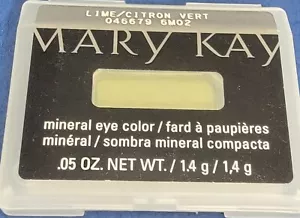 LIME/CITRON VERT
046679 6M02
MARY KAY
mineral eye color / fard à paupières
minéral / sombra mineral compacta
.05 OZ. NET WT. / 1.4 g / 1,4 g